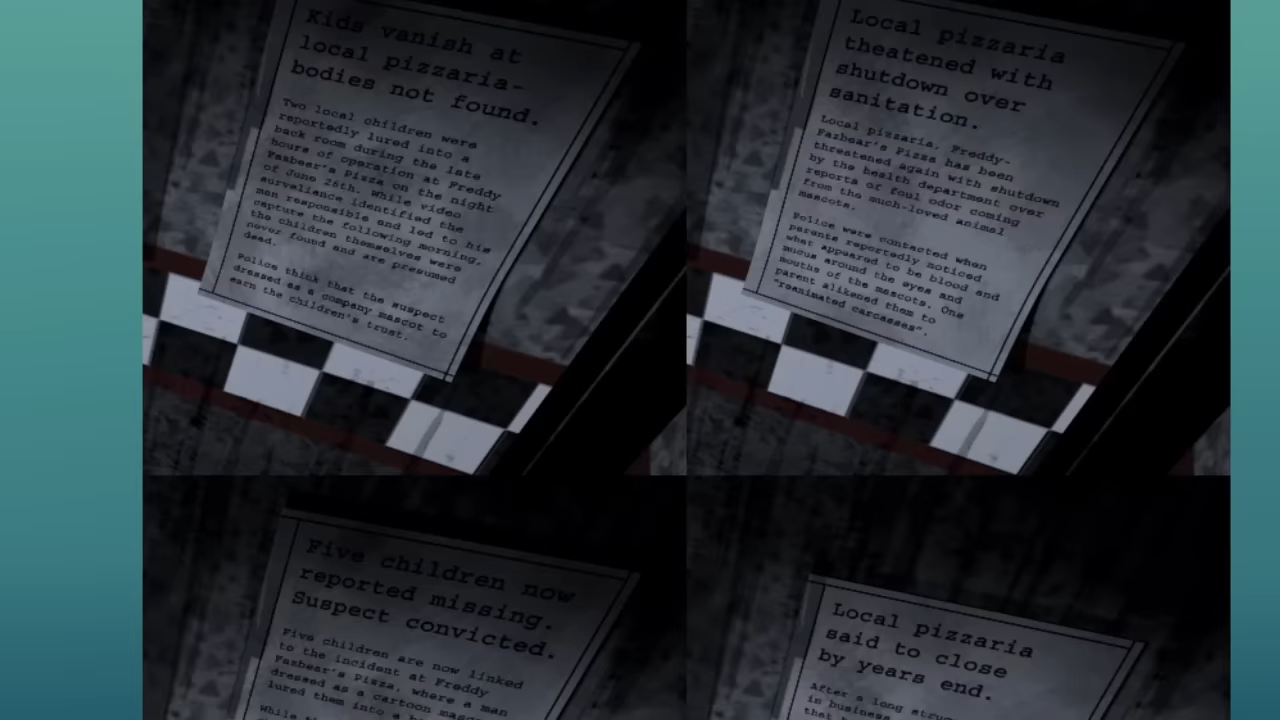 Kids vanish at
local pizzaria-
bodies not found.
Two local children were
reportedly lured into a
back room during the late
hours of operation at Freddy
Fazbear's Pizza on the night
of June 26th. While video
surveliance identified the
man responsible and led to his
capture the following morning,
the children themselves were
never found and are presumed
dead.
Police think that the suspect
dressed as a company mascot to
earn the children's trust.
Local pizzaria
theatened with
shutdown over
sanitation.
Local pizzaria, Freddy-
Fazbear's Pizza has been
threatened again with shutdown
by the health department over
reports of foul odor coming
from the much-loved animal
mascots.
Police were contacted when
parents reportedly noticed
what appeared to be blood and
mucus around the eyes and
mouths of the mascots. One
parent alikened them to
"reanimated carcasses".
Five children now
reported missing.
Suspect convicted.
Five children are now linked
to the incident at Freddy
Fazbear's Pizza, where a man
dressed as a cartoon
lured them into a
Local pizzaria
said to close
by years end.
After a long
in business,
that